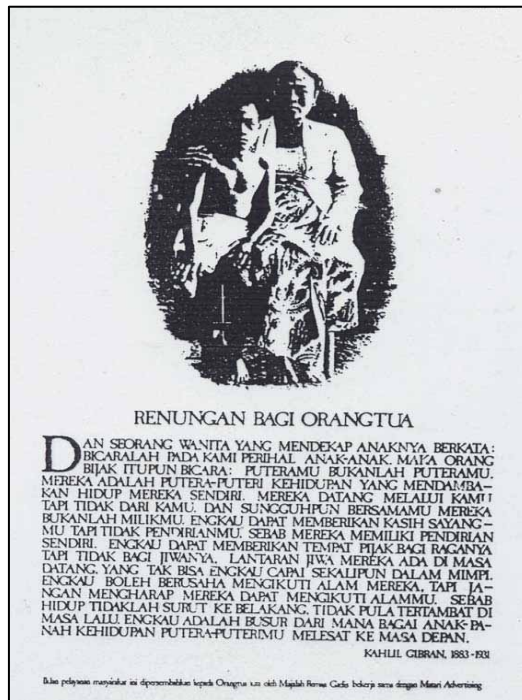 RENUNGAN BAGI ORANGTUA
DAN SEORANG WANITA YANG MENDEKAP ANAKNYA BERKATA:
BICARALAH PADA KAMI PERIHAL ANAK-ANAK. MAKA ORANG
BIJAK ITUPUN BICARA: PUTERAMU BUKANLAH PUTERAMU.
MEREKA ADALAH PUTERA-PUTERI KEHIDUPAN YANG MENDAMBA-
KAN HIDUP MEREKA SENDIRI. MEREKA DATANG MELALUI KAMU
TAPI TIDAK DARI KAMU. DAN SUNGGUHPUN BERSAMAMU MEREKA
BUKANLAH MILIKMU. ENGKAU DAPAT MEMBERIKAN KASIH SAYANG-
MU TAPI TIDAK PENDIRIANMU. SEBAB MEREKA MEMILIKI PENDIRIAN
SENDIRI. ENGKAU DAPAT MEMBERIKAN TEMPAT PIJAK BAGI RAGANYA
TAPI TIDAK BAGI JIWANYA. LANTARAN JIWA MEREKA ADA DI MASA
DATANG, YANG TAK BISA ENGKAU CAPAI SEKALIPUN DALAM MIMPI.
ENGKAU BOLEH BERUSAHA MENGIKUTI ALAM MEREKA, TAPI JA-
NGAN MENGHARAP MEREKA DAPAT MENGIKUTI ALAMMU. SEBAB
HIDUP TIDAKLAH SURUT KE BELAKANG, TIDAK PULA TERTAMBAT DI
MASA LALU. ENGKAU ADALAH BUSUR DARI MANA BAGAI ANAK-PA-
NAH KEHIDUPAN PUTERA-PUTERIMU MELESAT KE MASA DEPAN.
KAHLIL GIBRAN, 1883-1931
Iklan pelayanan masyarakat ini dipersembahkan kepada Orangtua oleh Majalah Remaja Gadis bekerja sama dengan Matari Advertising